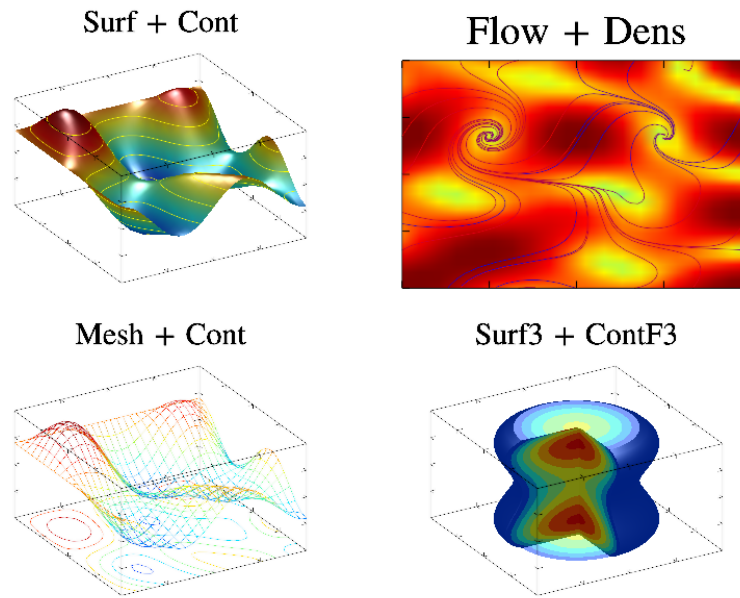 Surf + Cont
Flow + Dens
Mesh + Cont
Surf3 + ContF3